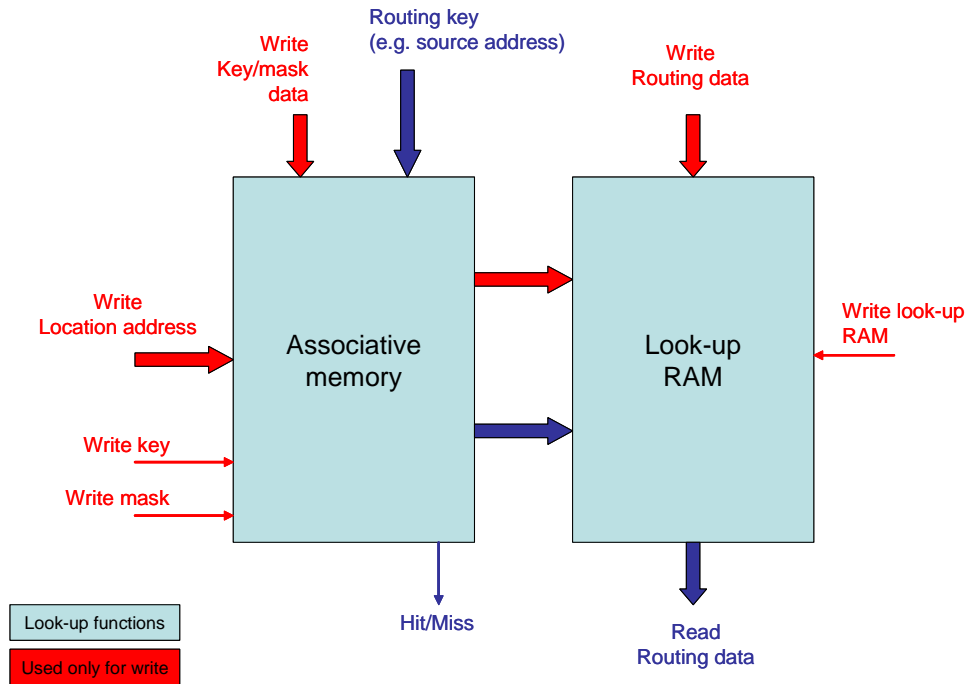 Routing key
(e.g. source address)
Write
Key/mask
data
Write
Routing data
Write
Location address
Associative
memory
Look-up
RAM
Write look-up
RAM
Write key
Write mask
Hit/Miss
Read
Routing data
Look-up functions
Used only for write